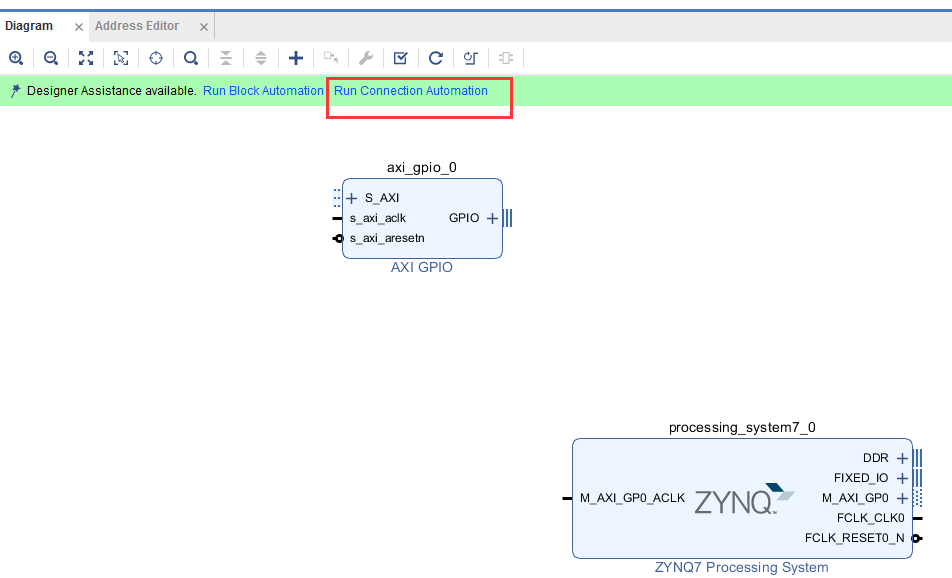 Diagram
Address Editor
Designer Assistance available. Run Block Automation Run Connection Automation
axi_gpio_0
S_AXI
s_axi_aclk GPIO
s_axi_aresetn
AXI GPIO
processing_system7_0
DDR
FIXED_IO
M_AXI_GP0_ACLK ZYNQ M_AXI_GP0
FCLK_CLK0
FCLK_RESET0_N
ZYNQ7 Processing System